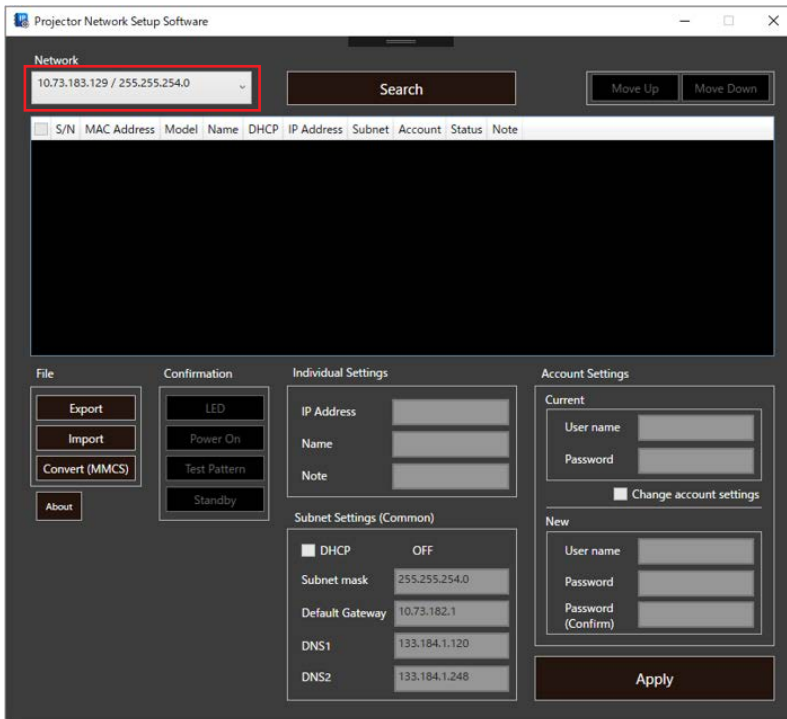 Projector Network Setup Software
Network
10.73.183.129 / 255.255.254.0
Search
Move Up
Move Down
S/N MAC Address Model Name DHCP IP Address Subnet Account Status Note
File
Export
Import
Convert (MMCS)
About
Confirmation
LED
Power On
Test Pattern
Standby
Individual Settings
IP Address
Name
Note
Subnet Settings (Common)
DHCP OFF
Subnet mask 255.255.254.0
Default Gateway 10.73.182.1
DNS1 133.184.1.120
DNS2 133.184.1.248
Account Settings
Current
User name
Password
Change account settings
New
User name
Password
Password
(Confirm)
Apply